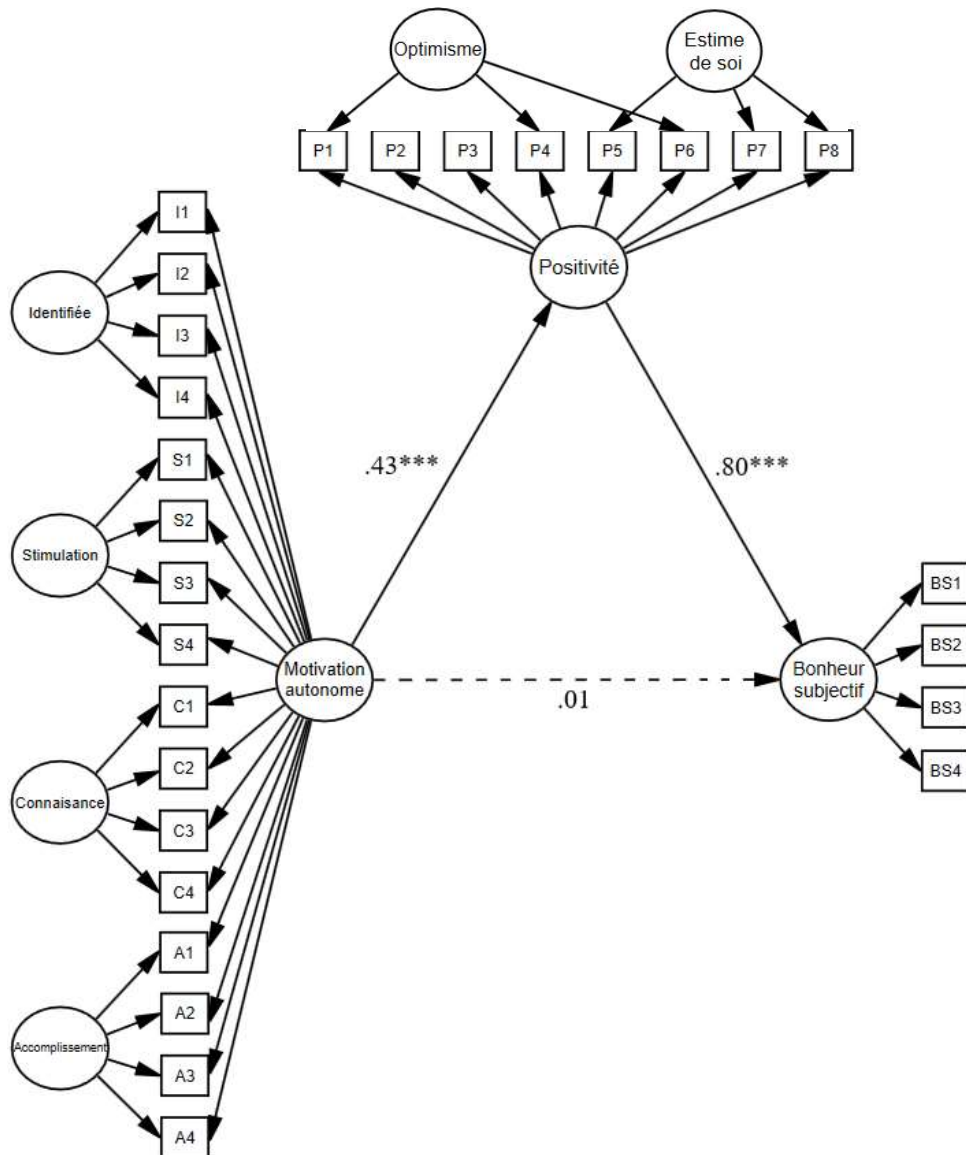 Optimisme
Estime
de soi
P1
P2
P3
P4
P5
P6
P7
P8
Positivité
I1
I2
I3
I4
Identifiée
S1
S2
S3
S4
Stimulation
.43***
.80***
Motivation
autonome
.01
Bonheur
subjectif
BS1
BS2
BS3
BS4
C1
C2
C3
C4
Connaisance
A1
A2
A3
A4
Accomplissement